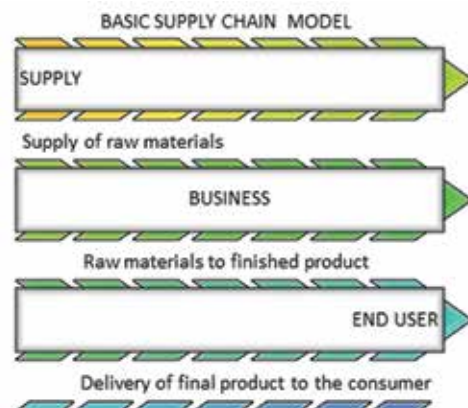 BASIC SUPPLY CHAIN MODEL
SUPPLY
Supply of raw materials
BUSINESS
Raw materials to finished product
END USER
Delivery of final product to the consumer